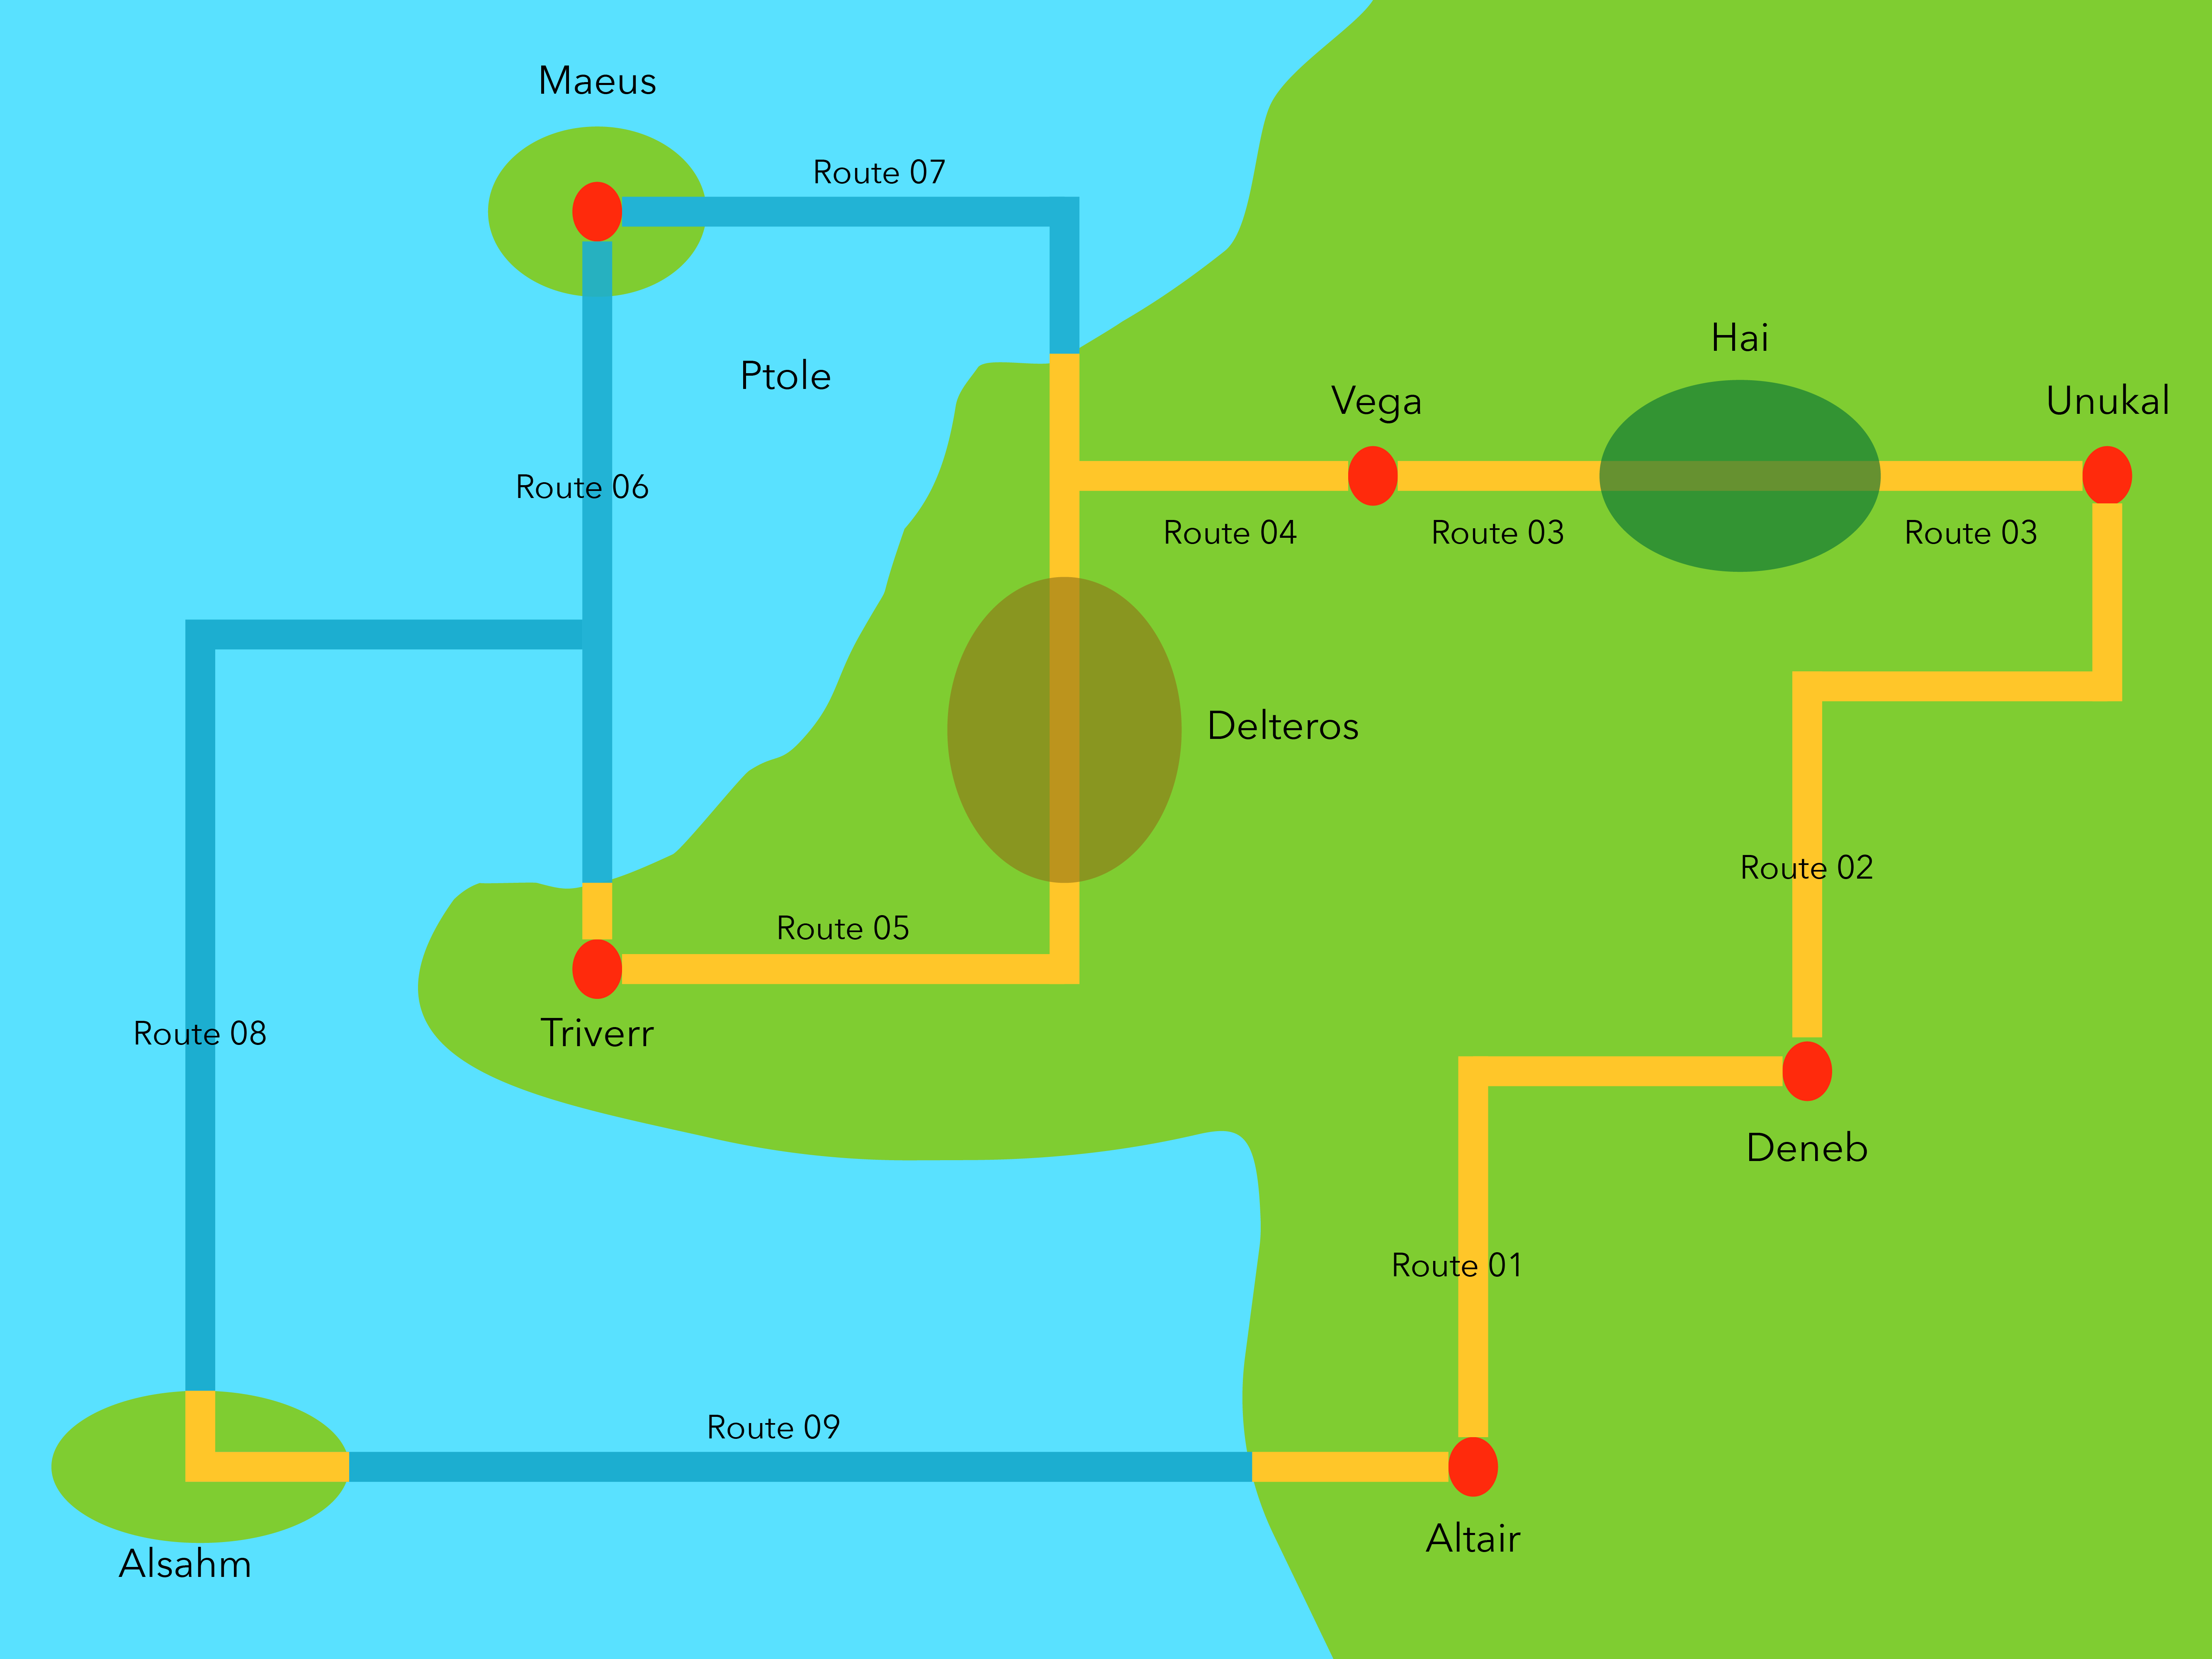 Maeus
Route 07
Hai
Ptole
Vega
Unukal
Route 06
Route 04
Route 03
Route 03
Delteros
Route 02
Route 05
Triverr
Route 08
Deneb
Route 01
Route 09
Altair
Alsahm